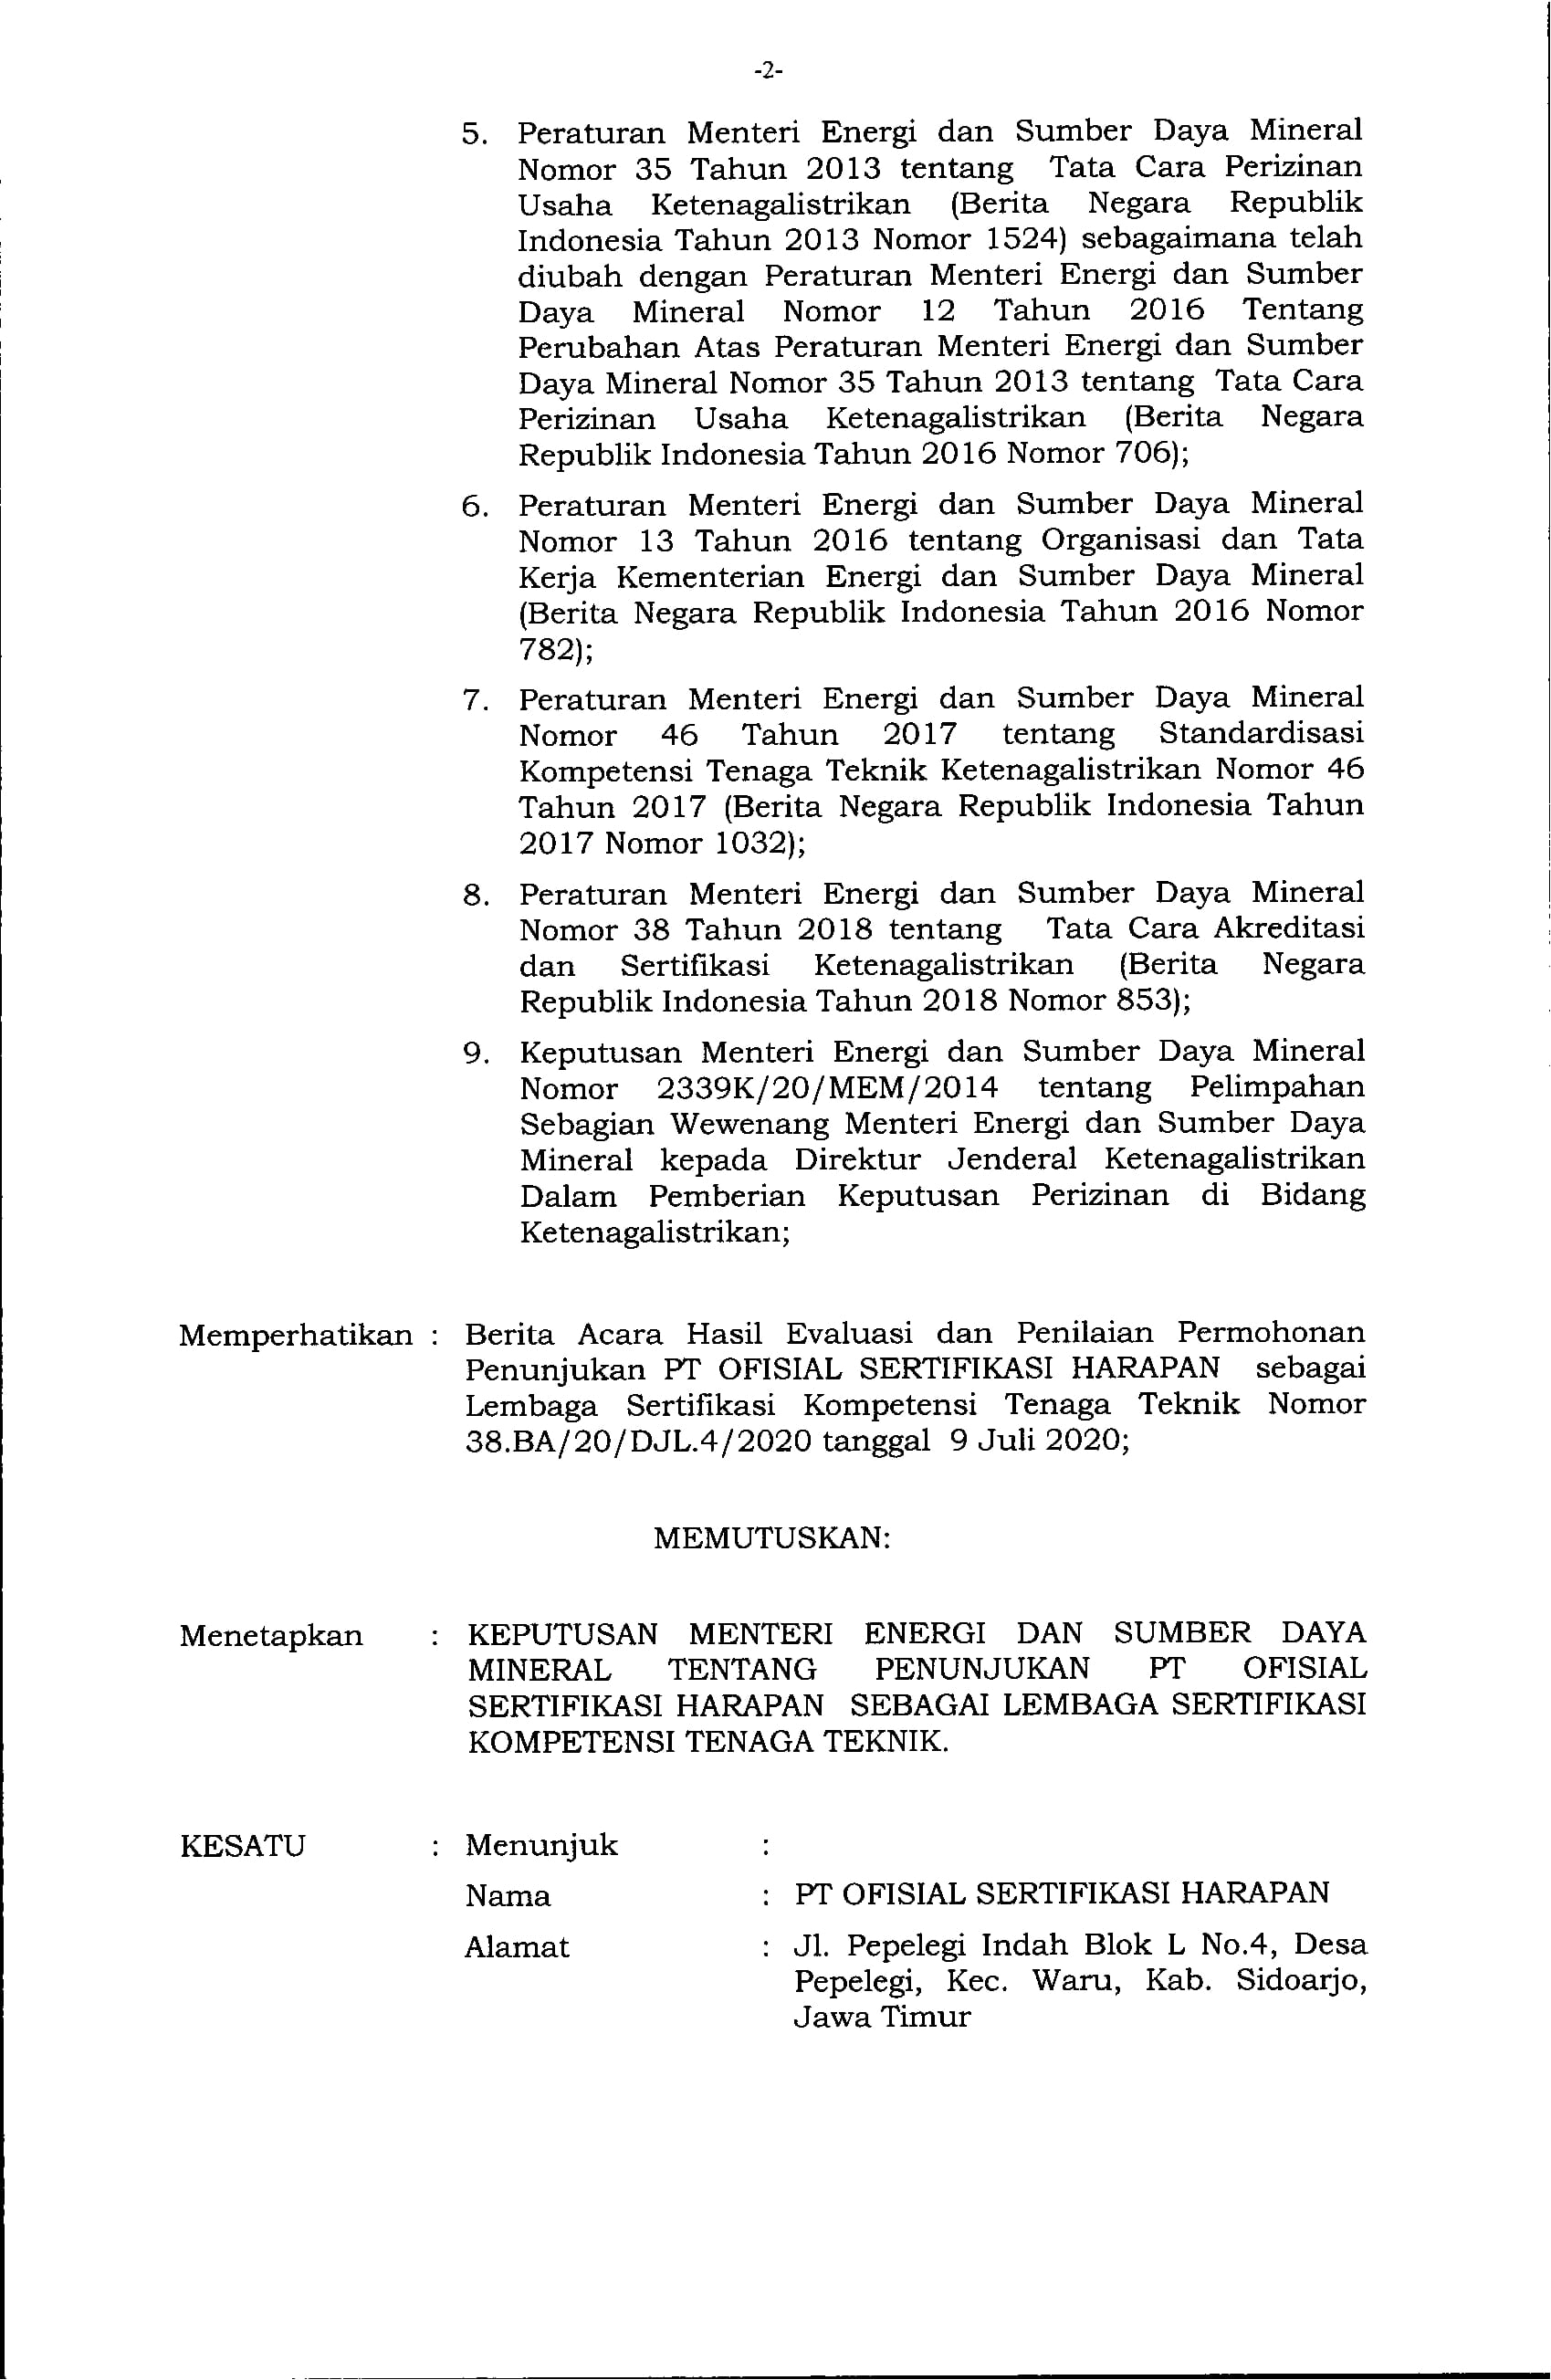 -2-
5. Peraturan Menteri Energi dan Sumber Daya Mineral
Nomor 35 Tahun 2013 tentang Tata Cara Perizinan
Usaha Ketenagalistrikan (Berita Negara Republik
Indonesia Tahun 2013 Nomor 1524) sebagaimana telah
diubah dengan Peraturan Menteri Energi dan Sumber
Daya Mineral Nomor 12 Tahun 2016 Tentang
Perubahan Atas Peraturan Menteri Energi dan Sumber
Daya Mineral Nomor 35 Tahun 2013 tentang Tata Cara
Perizinan Usaha Ketenagalistrikan (Berita Negara
Republik Indonesia Tahun 2016 Nomor 706);
6. Peraturan Menteri Energi dan Sumber Daya Mineral
Nomor 13 Tahun 2016 tentang Organisasi dan Tata
Kerja Kementerian Energi dan Sumber Daya Mineral
(Berita Negara Republik Indonesia Tahun 2016 Nomor
782);
7. Peraturan Menteri Energi dan Sumber Daya Mineral
Nomor 46 Tahun 2017 tentang Standardisasi
Kompetensi Tenaga Teknik Ketenagalistrikan Nomor 46
Tahun 2017 (Berita Negara Republik Indonesia Tahun
2017 Nomor 1032);
8. Peraturan Menteri Energi dan Sumber Daya Mineral
Nomor 38 Tahun 2018 tentang Tata Cara Akreditasi
dan Sertifikasi Ketenagalistrikan (Berita Negara
Republik Indonesia Tahun 2018 Nomor 853);
9. Keputusan Menteri Energi dan Sumber Daya Mineral
Nomor 2339K/20/MEM/2014 tentang Pelimpahan
Sebagian Wewenang Menteri Energi dan Sumber Daya
Mineral kepada Direktur Jenderal Ketenagalistrikan
Dalam Pemberian Keputusan Perizinan di Bidang
Ketenagalistrikan;
Memperhatikan : Berita Acara Hasil Evaluasi dan Penilaian Permohonan
Penunjukan PT OFISIAL SERTIFIKASI HARAPAN sebagai
Lembaga Sertifikasi Kompetensi Tenaga Teknik Nomor
38.BA/20/DJL.4/2020 tanggal 9 Juli 2020;
MEMUTUSKAN:
Menetapkan : KEPUTUSAN MENTERI ENERGI DAN SUMBER DAYA
MINERAL TENTANG PENUNJUKAN PT OFISIAL
SERTIFIKASI HARAPAN SEBAGAI LEMBAGA SERTIFIKASI
KOMPETENSI TENAGA TEKNIK.
KESATU : Menunjuk :
Nama : PT OFISIAL SERTIFIKASI HARAPAN
Alamat : Jl. Pepelegi Indah Blok L No.4, Desa
Pepelegi, Kec. Waru, Kab. Sidoarjo,
Jawa Timur